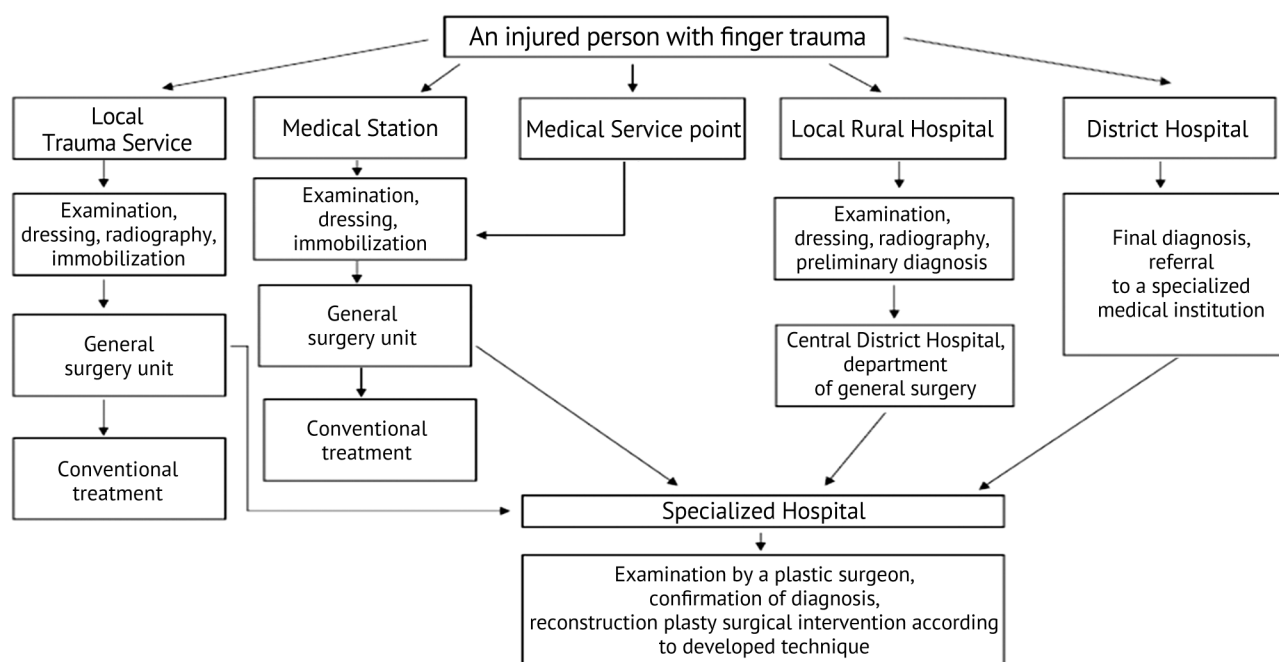 An injured person with finger trauma
Local
Trauma Service
Medical Station
Medical Service point
Local Rural Hospital
District Hospital
Examination,
dressing, radiography,
immobilization
Examination,
dressing,
immobilization
Examination,
dressing, radiography,
preliminary diagnosis
Final diagnosis,
referral
to a specialized
medical institution
General
surgery unit
General
surgery unit
Central District Hospital,
department
of general surgery
Conventional
treatment
Conventional
treatment
Specialized Hospital
Examination by a plastic surgeon,
confirmation of diagnosis,
reconstruction plasty surgical intervention according
to developed technique